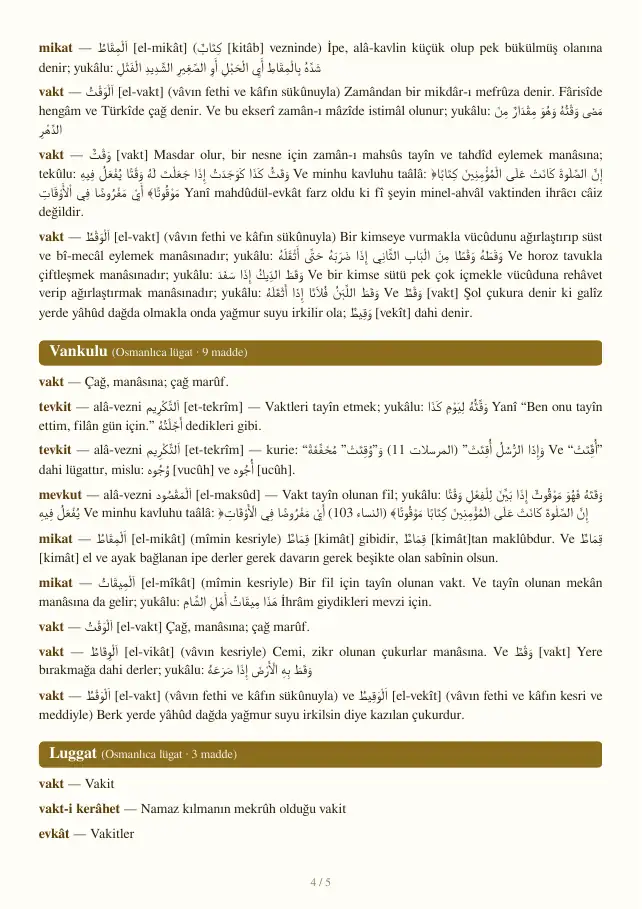 mikat — اَلْمِقَاطُ [el-mikât] (كِتَابٌ [kitâb] vezninde) İpe, alâ-kavlin küçük olup pek bükülmüş olanına
denir; yukâlu: شَدَّهُ بِالْمِقَاطِ أَيِ الْحَبْلِ أَوِ الصَّغِيرِ الشَّدِيدِ الْفَتْلِ
vakt — اَلْوَقْتُ [el-vakt] (vâvın fethi ve kâfın sükûnuyla) Zamândan bir mikdâr-ı mefrûza denir. Fârisîde
hengâm ve Türkîde çağ denir. Ve bu ekserî zamân-ı mâzîde istimâl olunur; yukâlu: مَضَى وَقْتُهُ وَهُوَ مِقْدَارٌ مِنَ
الدَّهْرِ
vakt — وَقْتٌ [vakt] Masdar olur, bir nesne için zamân-ı mahsûs tayîn ve tahdîd eylemek manâsına;
tekûlu: وَقْتٌ كَذَا كَوَعَدْتُ إِذَا جَعَلْتَ لَهُ وَقْتًا يُفْعَلُ فِيهِ Ve minhu kavluhu taâlâ: ﴿إِنَّ الصَّلٰوةَ كَانَتْ عَلَى الْمُؤْمِنِينَ كِتَابًا
مَوْقُوتًا﴾ أَيْ مَفْرُوضًا فِي الْأَوْقَاتِ Yanî mahdûdül-evkât farz oldu ki fî şeyin minel-ahvâl vaktinden ihrâcı câiz
değildir.
vakt — اَلْوَقْطُ [el-vakt] (vâvın fethi ve kâfın sükûnuyla) Bir kimseye vurmakla vücûdunu ağırlaştırıp süst
ve bî-mecâl eylemek manâsınadır; yukâlu: وَقَطَهُ وَقْطًا مِنَ الْبَابِ الثَّانِي إِذَا ضَرَبَهُ حَتَّى أَثْقَلَهُ Ve horoz tavukla
çiftleşmek manâsınadır; yukâlu: وَقَطَ الدِّيكُ إِذَا سَفَدَ Ve bir kimse sütü pek çok içmekle vücûduna rehâvet
verip ağırlaştırmak manâsınadır; yukâlu: وَقَطَ اللَّبَنُ فُلَانًا إِذَا أَثْقَلَهُ Ve وَقْطٌ [vakt] Şol çukura denir ki galîz
yerde yâhûd dağda olmakla onda yağmur suyu irkilir ola; وَقِيطٌ [vekît] dahi denir.
Vankulu (Osmanlıca lügat · 9 madde)
vakt — Çağ, manâsına; çağ marûf.
tevkit — alâ-vezni اَلتَّكْرِيم [et-tekrîm] — Vaktleri tayîn etmek; yukâlu: وَقَّتُّهُ لِيَوْمِ كَذَا Yanî “Ben onu tayîn
ettim, filân gün için.” أَجَّلْتُهُ dedikleri gibi.
tevkit — alâ-vezni اَلتَّكْرِيم [et-tekrîm] — kurie: “وَإِذَا الرُّسُلُ أُقِّتَتْ” (المرسلات 11) وَ”وُقِتَتْ” مُخَفَّفَةً Ve “أُقِّتَتْ”
dahi lügattır, mislu: وُجُوه [vucûh] ve أُجُوه [ucûh].
mevkut — alâ-vezni اَلْمَقْصُود [el-maksûd] — Vakt tayîn olunan fiil; yukâlu: وَقَتَهُ فَهُوَ مَوْقُوتٌ إِذَا بَيَّنَ لِلْفِعْلِ وَقْتًا
يُفْعَلُ فِيهِ Ve minhu kavluhu taâlâ: ﴿إِنَّ الصَّلٰوةَ كَانَتْ عَلَى الْمُؤْمِنِينَ كِتَابًا مَوْقُوتًا﴾ (النساء 103) أَيْ مَفْرُوضًا فِي الْأَوْقَاتِ
mikat — اَلْمِقَاطُ [el-mikât] (mîmin kesriyle) قِمَاطٌ [kimât] gibidir, قِمَاطٌ [kimât]tan maklûbdur. Ve قِمَاطٌ
[kimât] el ve ayak bağlanan ipe derler gerek davarın gerek beşikte olan sabînin olsun.
mikat — اَلْمِيقَاتُ [el-mîkât] (mîmin kesriyle) Bir fiil için tayîn olunan vakt. Ve tayîn olunan mekân
manâsına da gelir; yukâlu: هَذَا مِيقَاتُ أَهْلِ الشَّامِ İhrâm giydikleri mevzi için.
vakt — اَلْوَقْتُ [el-vakt] Çağ, manâsına; çağ marûf.
vakt — اَلْوِقَاطُ [el-vikât] (vâvın kesriyle) Cemi, zikr olunan çukurlar manâsına. Ve وَقْطٌ [vakt] Yere
bırakmağa dahi derler; yukâlu: وَقَطَ بِهِ الْأَرْضَ إِذَا صَرَعَهُ
vakt — اَلْوَقْطُ [el-vakt] (vâvın fethi ve kâfın sükûnuyla) ve اَلْوَقِيطُ [el-vekît] (vâvın fethi ve kâfın kesri ve
meddiyle) Berk yerde yâhûd dağda yağmur suyu irkilsin diye kazılan çukurdur.
Luggat (Osmanlıca lügat · 3 madde)
vakt — Vakit
vakt-i kerâhet — Namaz kılmanın mekrûh olduğu vakit
evkât — Vakitler
4 / 5